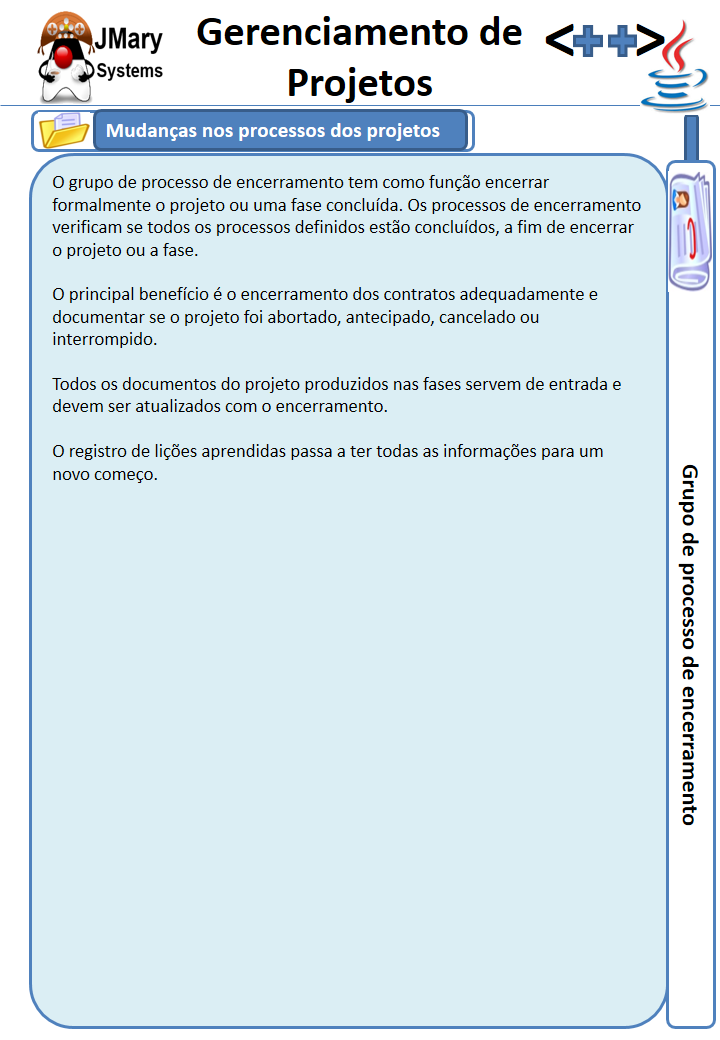 JMary
Systems
Gerenciamento de
Projetos
<++>
Mudanças nos processos dos projetos
O grupo de processo de encerramento tem como função encerrar
formalmente o projeto ou uma fase concluída. Os processos de encerramento
verificam se todos os processos definidos estão concluídos, a fim de encerrar
o projeto ou a fase.
O principal benefício é o encerramento dos contratos adequadamente e
documentar se o projeto foi abortado, antecipado, cancelado ou
interrompido.
Todos os documentos do projeto produzidos nas fases servem de entrada e
devem ser atualizados com o encerramento.
O registro de lições aprendidas passa a ter todas as informações para um
novo começo.
Grupo de processo de encerramento